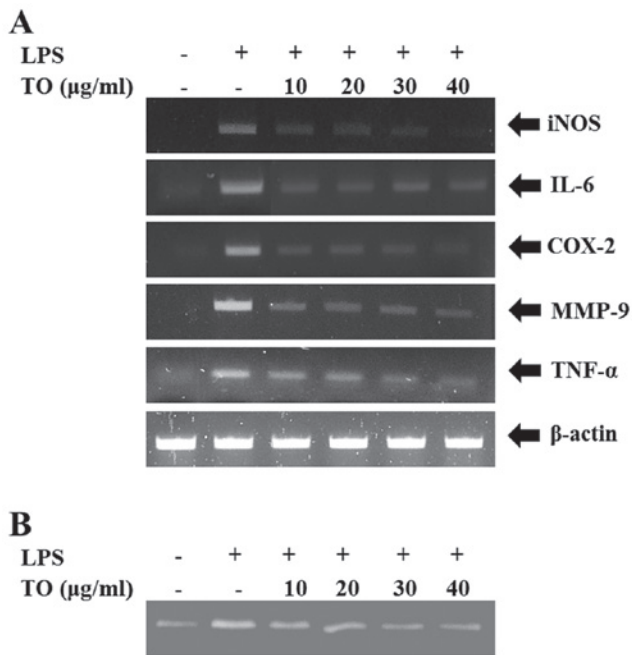 A
LPS - + + + + +
TO (μg/ml) - - 10 20 30 40
iNOS
IL-6
COX-2
MMP-9
TNF-α
β-actin
B
LPS - + + + + +
TO (μg/ml) - - 10 20 30 40